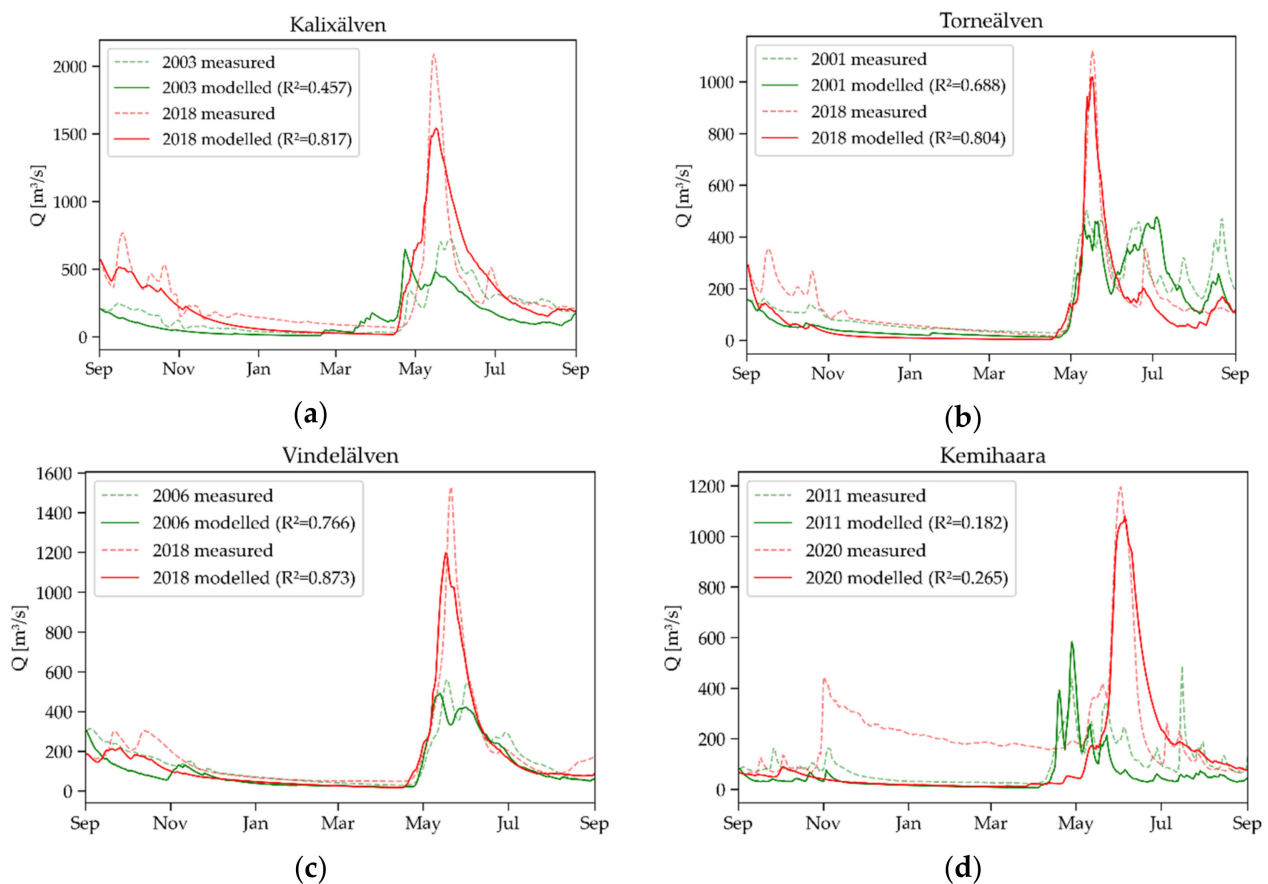 Kalixälven
2003 measured
2003 modelled (R²=0.457)
2018 measured
2018 modelled (R²=0.817)
Q [m³/s]
2000
1500
1000
500
0
Sep Nov Jan Mar May Jul Sep
(a)
Torneälven
2001 measured
2001 modelled (R²=0.688)
2018 measured
2018 modelled (R²=0.804)
Q [m³/s]
1000
800
600
400
200
0
Sep Nov Jan Mar May Jul Sep
(b)
Vindelälven
2006 measured
2006 modelled (R²=0.766)
2018 measured
2018 modelled (R²=0.873)
Q [m³/s]
1600
1400
1200
1000
800
600
400
200
0
Sep Nov Jan Mar May Jul Sep
(c)
Kemihaara
2011 measured
2011 modelled (R²=0.182)
2020 measured
2020 modelled (R²=0.265)
Q [m³/s]
1200
1000
800
600
400
200
0
Sep Nov Jan Mar May Jul Sep
(d)